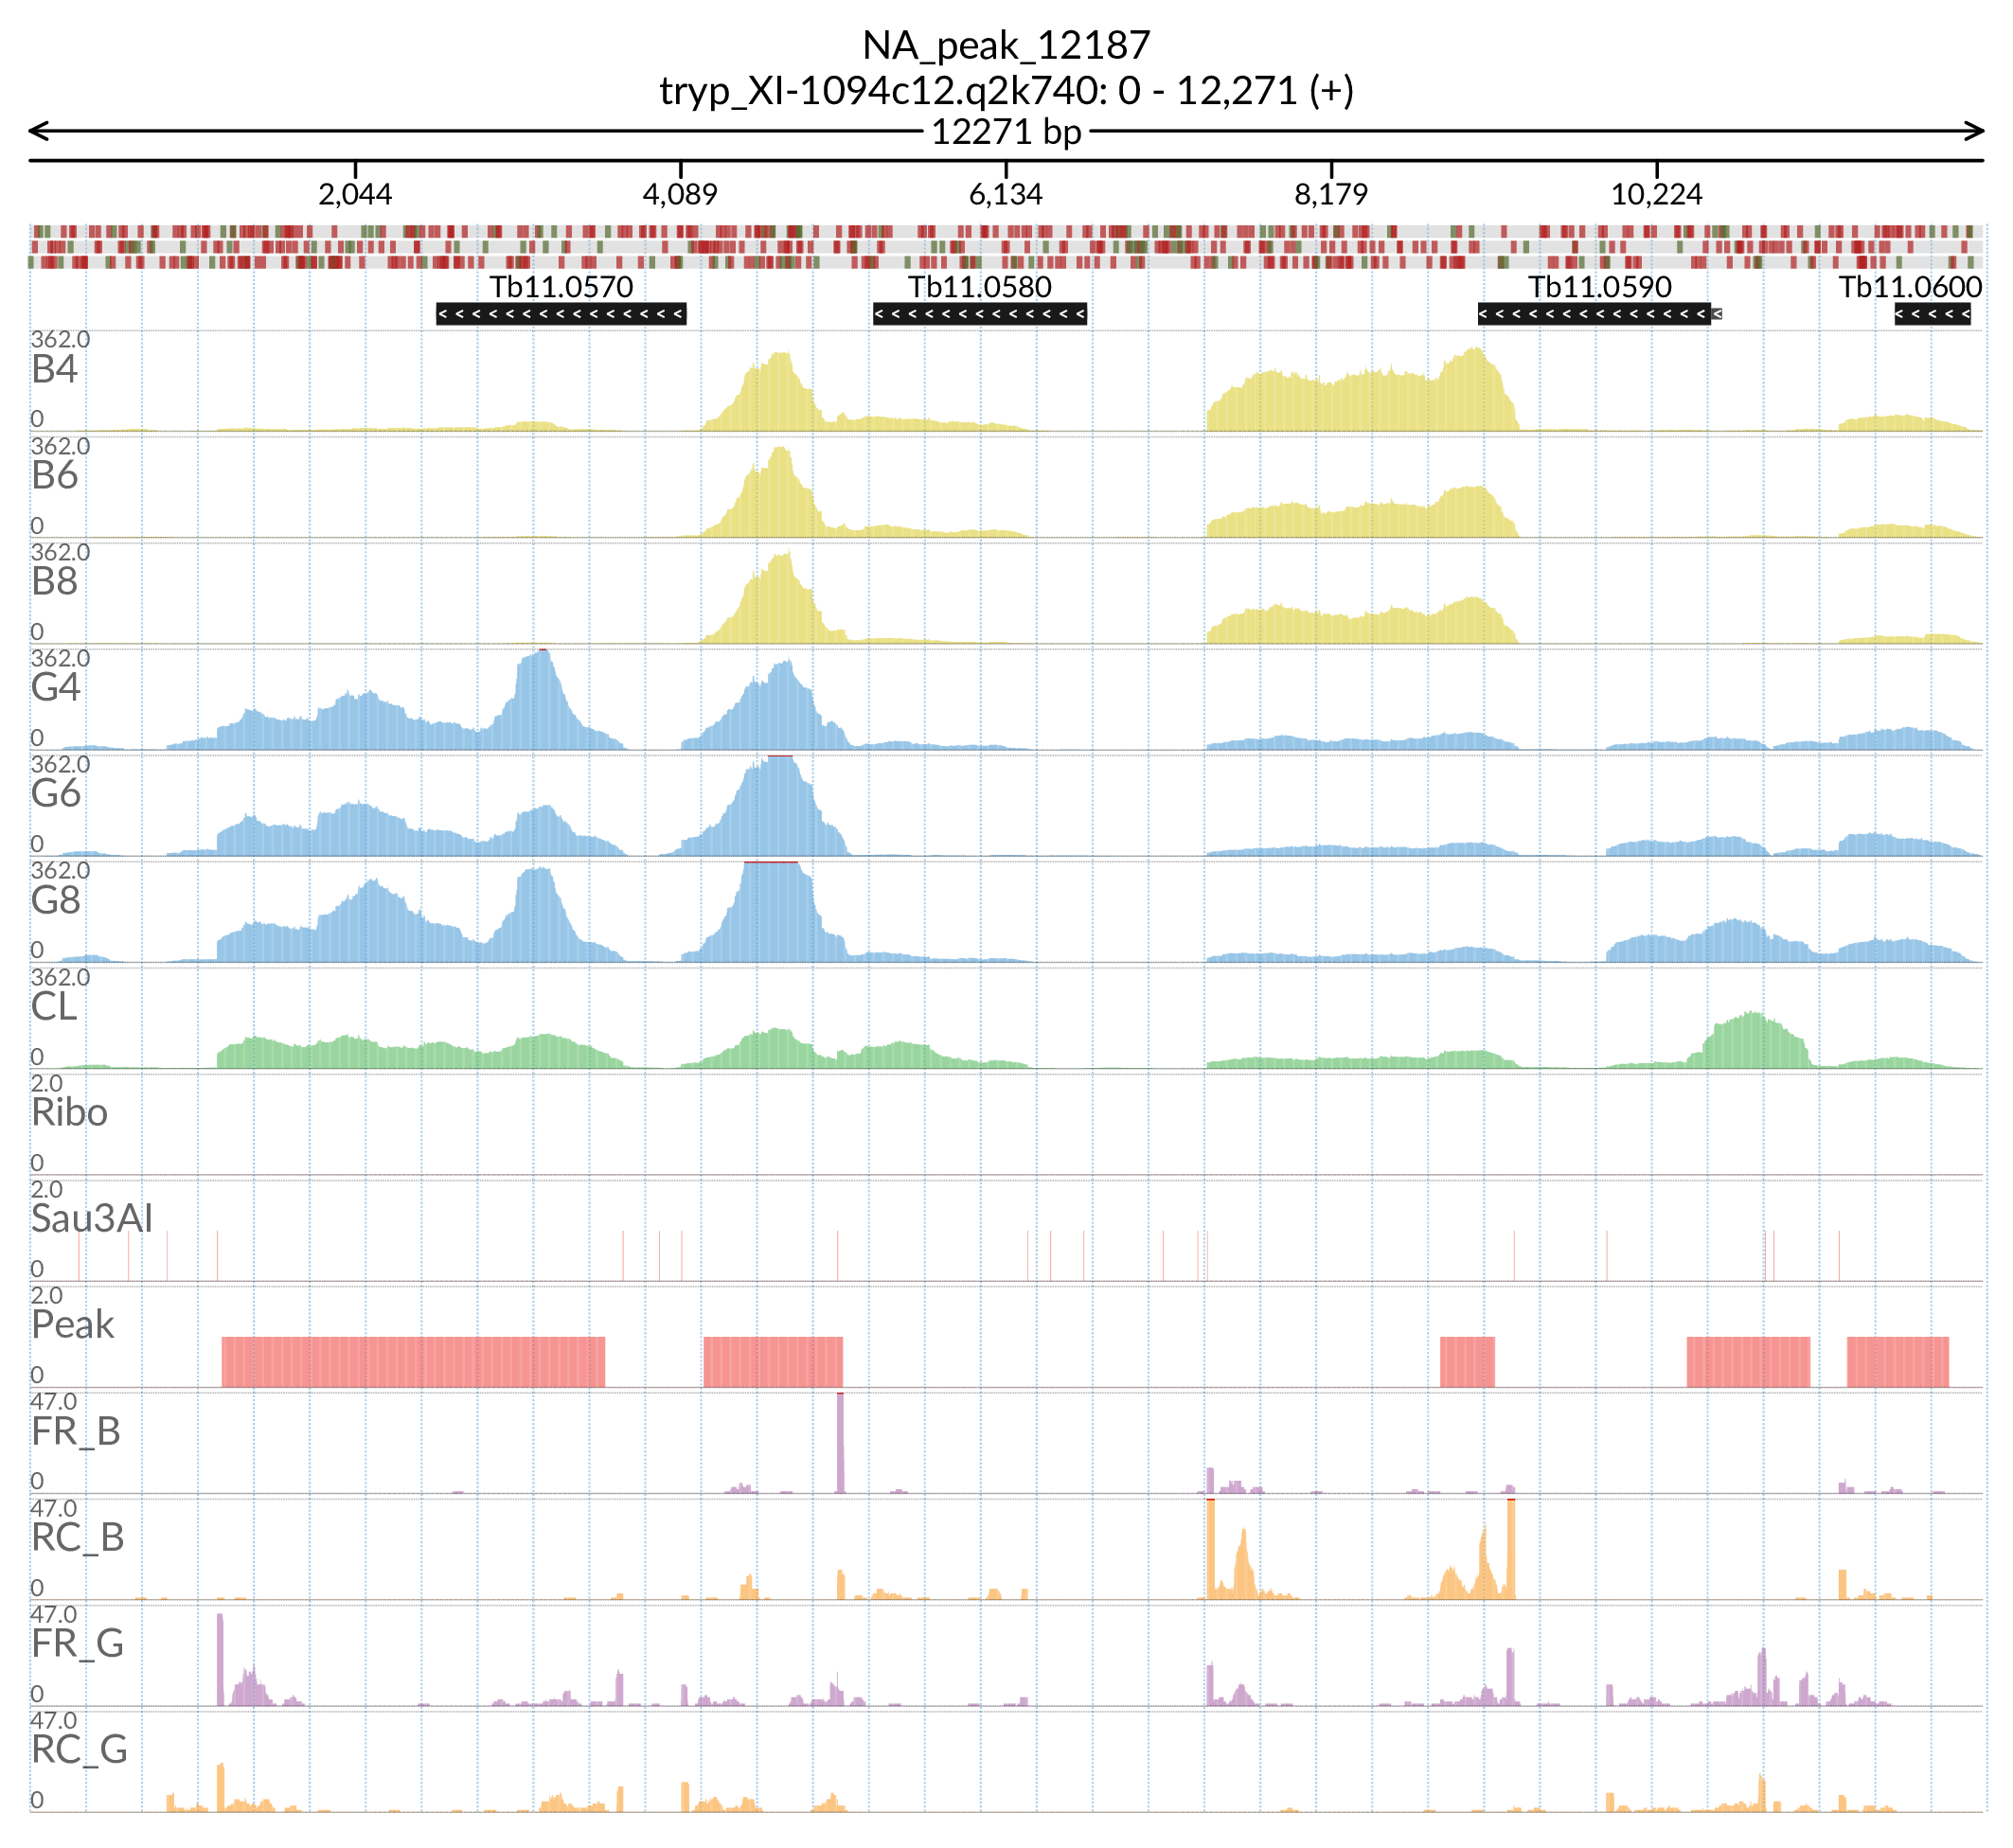 NA_peak_12187
tryp_XI-1094c12.q2k740: 0 - 12,271 (+)
12271 bp
2,044 4,089 6,134 8,179 10,224
Tb11.0570 Tb11.0580 Tb11.0590 Tb11.0600
362.0
B4
0
362.0
B6
0
362.0
B8
0
362.0
G4
0
362.0
G6
0
362.0
G8
0
362.0
CL
0
2.0
Ribo
0
2.0
Sau3AI
0
2.0
Peak
0
47.0
FR_B
0
47.0
RC_B
0
47.0
FR_G
0
47.0
RC_G
0